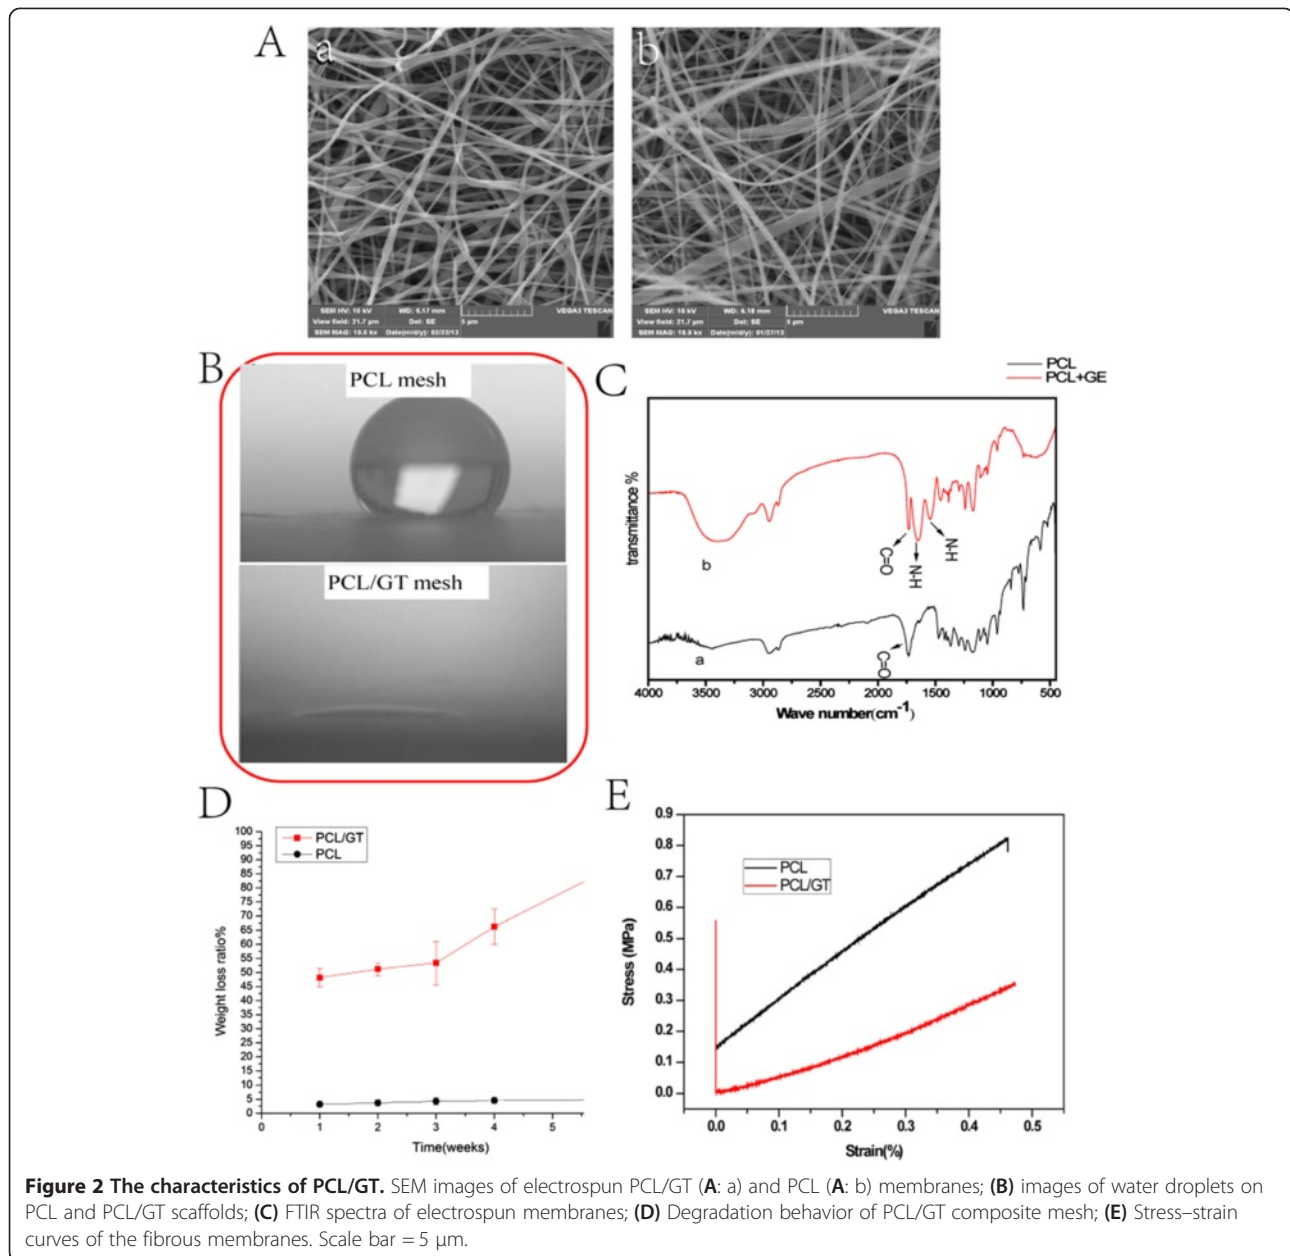 A
a
b
SEM HV: 10 kV WD: 6.17 mm VEGA3 TESCAN
View field: 21.7 µm Det: SE 5 µm
SEM MAG: 10.0 kx Date(m/d/y): 03/22/13
SEM HV: 10 kV WD: 6.18 mm VEGA3 TESCAN
View field: 21.7 µm Det: SE 5 µm
SEM MAG: 10.0 kx Date(m/d/y): 01/27/13
B
PCL mesh
PCL/GT mesh
C
PCL
PCL+GE
transmittance %
b
C=O
N-H
N-H
a
C=O
4000 3500 3000 2500 2000 1500 1000 500
Wave number(cm⁻¹)
D
PCL/GT
PCL
Weight loss ratio%
100
95
90
85
80
75
70
65
60
55
50
45
40
35
30
25
20
15
10
5
0
0 1 2 3 4 5
Time(weeks)
E
PCL
PCL/GT
Stress (MPa)
0.9
0.8
0.7
0.6
0.5
0.4
0.3
0.2
0.1
0.0
0.0 0.1 0.2 0.3 0.4 0.5
Strain(%)
Figure 2 The characteristics of PCL/GT. SEM images of electrospun PCL/GT (A: a) and PCL (A: b) membranes; (B) images of water droplets on
PCL and PCL/GT scaffolds; (C) FTIR spectra of electrospun membranes; (D) Degradation behavior of PCL/GT composite mesh; (E) Stress–strain
curves of the fibrous membranes. Scale bar = 5 µm.